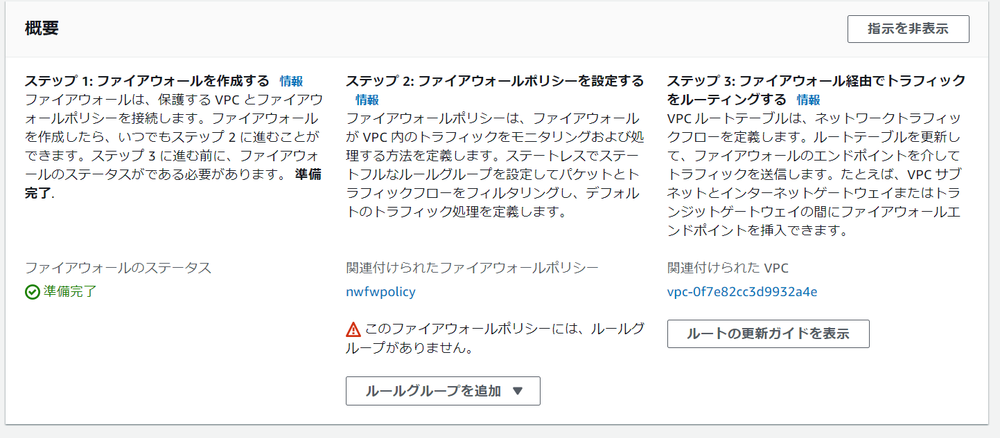 概要
指示を非表示
ステップ 1: ファイアウォールを作成する 情報
ファイアウォールは、保護する VPC とファイアウ
ォールポリシーを接続します。ファイアウォール
を作成したら、いつでもステップ 2 に進むことが
できます。ステップ 3 に進む前に、ファイアウォ
ールのステータスがである必要があります。 準備
完了.
ファイアウォールのステータス
準備完了
ステップ 2: ファイアウォールポリシーを設定する
情報
ファイアウォールポリシーは、ファイアウォール
が VPC 内のトラフィックをモニタリングおよび処
理する方法を定義します。ステートレスでステー
トフルなルールグループを設定してパケットとト
ラフィックフローをフィルタリングし、デフォル
トのトラフィック処理を定義します。
関連付けられたファイアウォールポリシー
nwfwpolicy
このファイアウォールポリシーには、ルールグ
ループがありません。
ルールグループを追加
ステップ 3: ファイアウォール経由でトラフィック
をルーティングする 情報
VPC ルートテーブルは、ネットワークトラフィッ
クフローを定義します。ルートテーブルを更新し
て、ファイアウォールのエンドポイントを介して
トラフィックを送信します。たとえば、VPC サブ
ネットとインターネットゲートウェイまたはトラ
ンジットゲートウェイの間にファイアウォールエ
ンドポイントを挿入できます。
関連付けられた VPC
vpc-0f7e82cc3d9932a4e
ルートの更新ガイドを表示